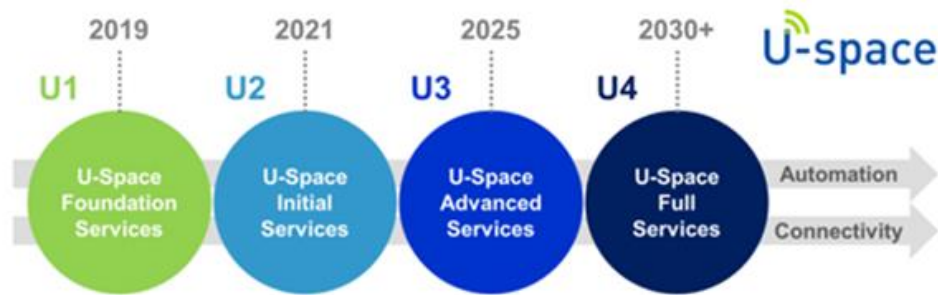 2019
2021
2025
2030+
U-space
U1
U2
U3
U4
U-Space
Foundation
Services
U-Space
Initial
Services
U-Space
Advanced
Services
U-Space
Full
Services
Automation
Connectivity